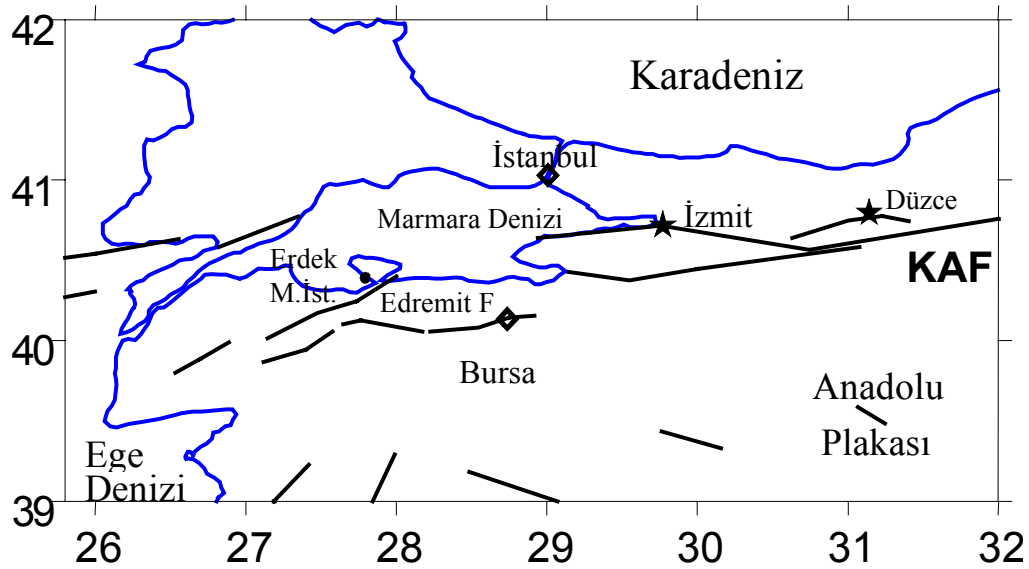 42
Karadeniz
İstanbul
41
Marmara Denizi
İzmit
Düzce
Erdek
M.İst.
Edremit F
KAF
40
Bursa
Anadolu
Plakası
Ege
Denizi
39
26 27 28 29 30 31 32